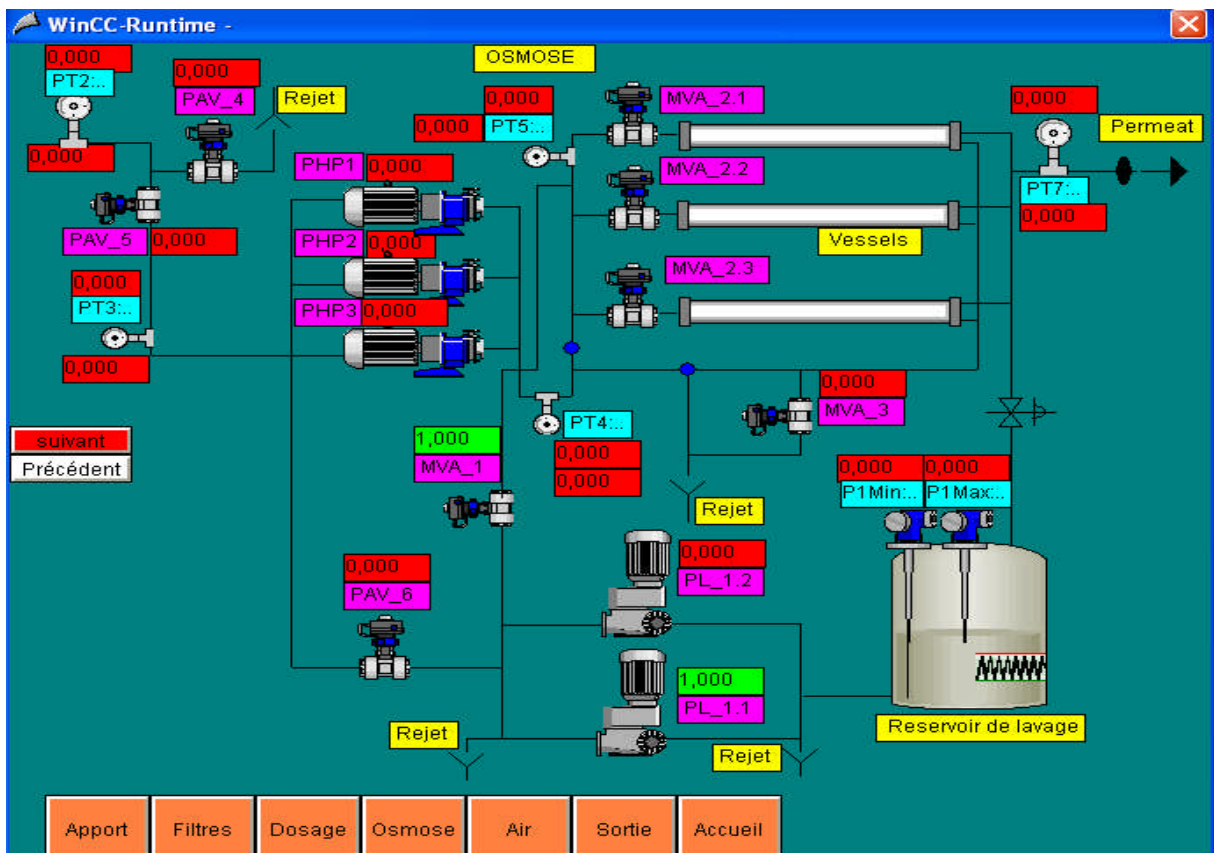 WinCC-Runtime -
OSMOSE
0,000
PT2:..
0,000
0,000
PAV_4
Rejet
PAV_5
0,000
0,000
PT3:..
0,000
PHP1
0,000
PHP2
0,000
PHP3
0,000
0,000
0,000
PT5:..
MVA_2.1
MVA_2.2
MVA_2.3
Vessels
0,000
Permeat
PT7:..
0,000
suivant
Précédent
1,000
MVA_1
PT4:..
0,000
0,000
0,000
MVA_3
Rejet
0,000
0,000
P1Min:..
P1Max:..
0,000
PAV_6
0,000
PL_1.2
1,000
PL_1.1
Rejet
Rejet
Reservoir de lavage
Apport
Filtres
Dosage
Osmose
Air
Sortie
Accueil